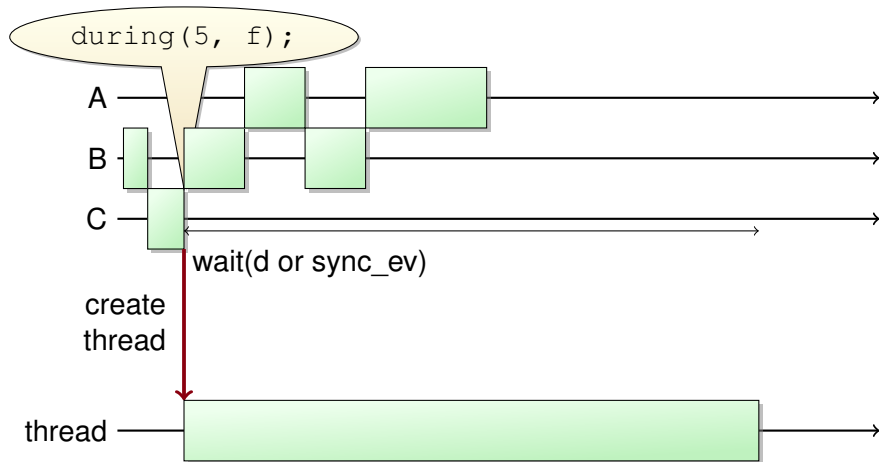 during(5, f);
A
B
C
wait(d or sync_ev)
create
thread
thread